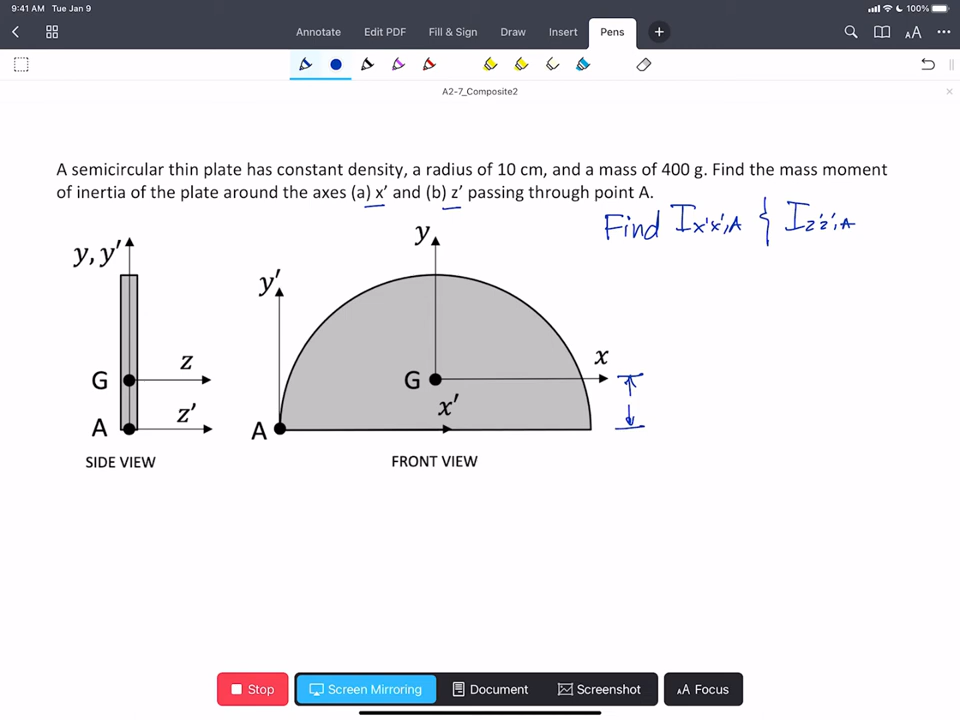 9:41 AM Tue Jan 9
100%
Annotate Edit PDF Fill & Sign Draw Insert Pens
A2-7_Composite2
A semicircular thin plate has constant density, a radius of 10 cm, and a mass of 400 g. Find the mass moment
of inertia of the plate around the axes (a) x′ and (b) z′ passing through point A.
Find Ix'x',A & Iz'z',A
y, y′
y
y′
z
G
x
G
z′
x′
A
A
SIDE VIEW
FRONT VIEW
Stop Screen Mirroring Document Screenshot AA Focus